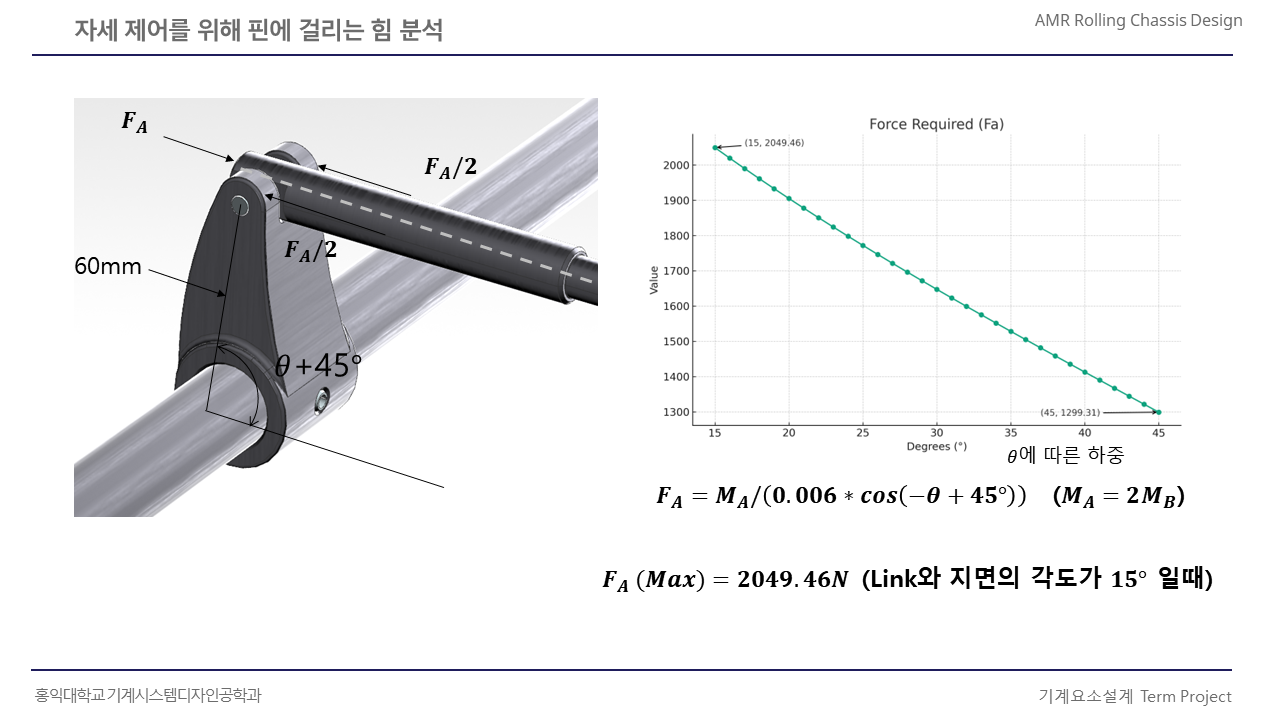 자세 제어를 위해 핀에 걸리는 힘 분석
AMR Rolling Chassis Design
F_A
F_A/2
F_A/2
60mm
θ+45°
Force Required (Fa)
(15, 2049.46)
2000
1900
1800
1700
1600
1500
1400
1300
Value
(45, 1299.31)
15 20 25 30 35 40 45
Degrees (°)
θ에 따른 하중
F_A = M_A/(0.006 * cos(−θ + 45°)) (M_A = 2M_B)
F_A (Max) = 2049.46N (Link와 지면의 각도가 15° 일때)
홍익대학교 기계시스템디자인공학과
기계요소설계 Term Project